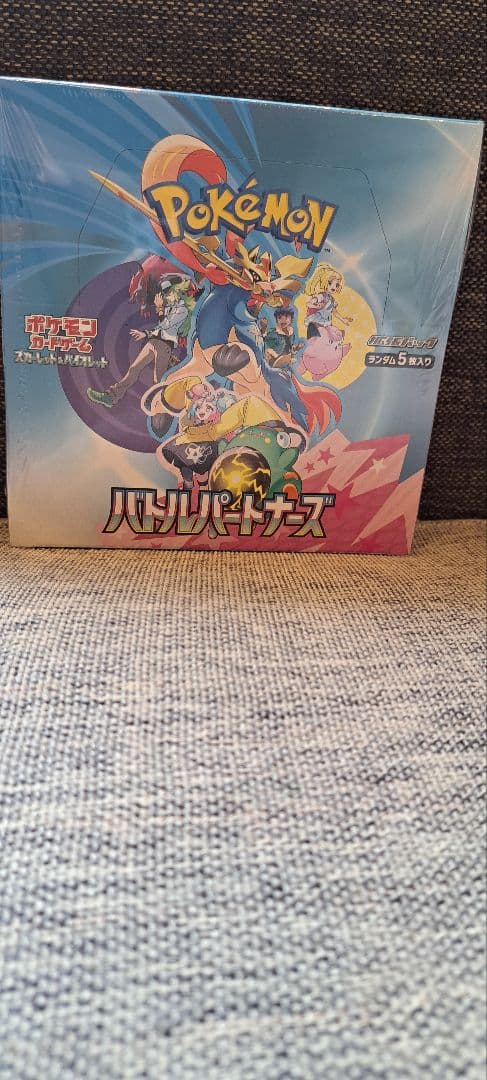 POKéMON
ポケモン
カードゲーム
スカーレット&バイオレット
ランダム5枚入り
バトルパートナーズ